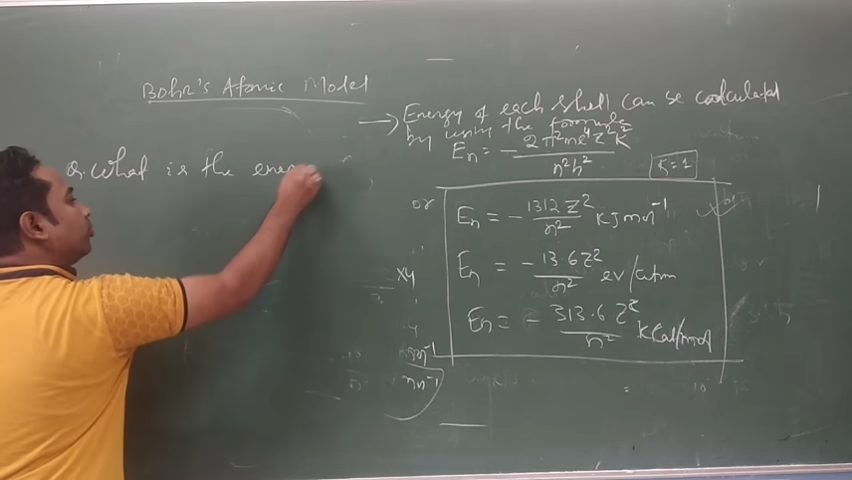 Bohr's Atomic Model
→ Energy of each shell can be calculated
by using the formula
En = - 2π²me⁴Z²K² / n²h²
K = 1
or
En = - 1312 Z² / n² KJ mol⁻¹
En = - 13.6 Z² / n² ev/atm
En = - 313.6 Z² / n² KCal/mol
Q. What is the ener